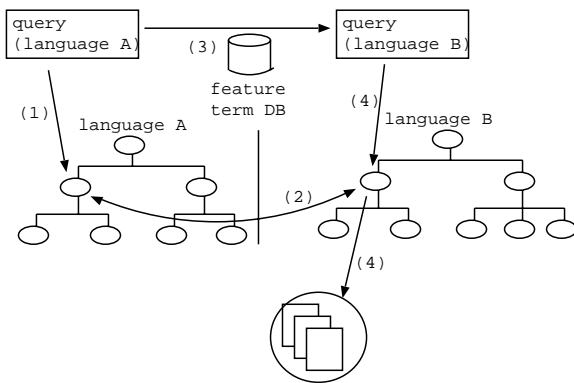 query
(language A)
(3)
query
(language B)
feature
term DB
(1)
language A
(4)
language B
(2)
(4)